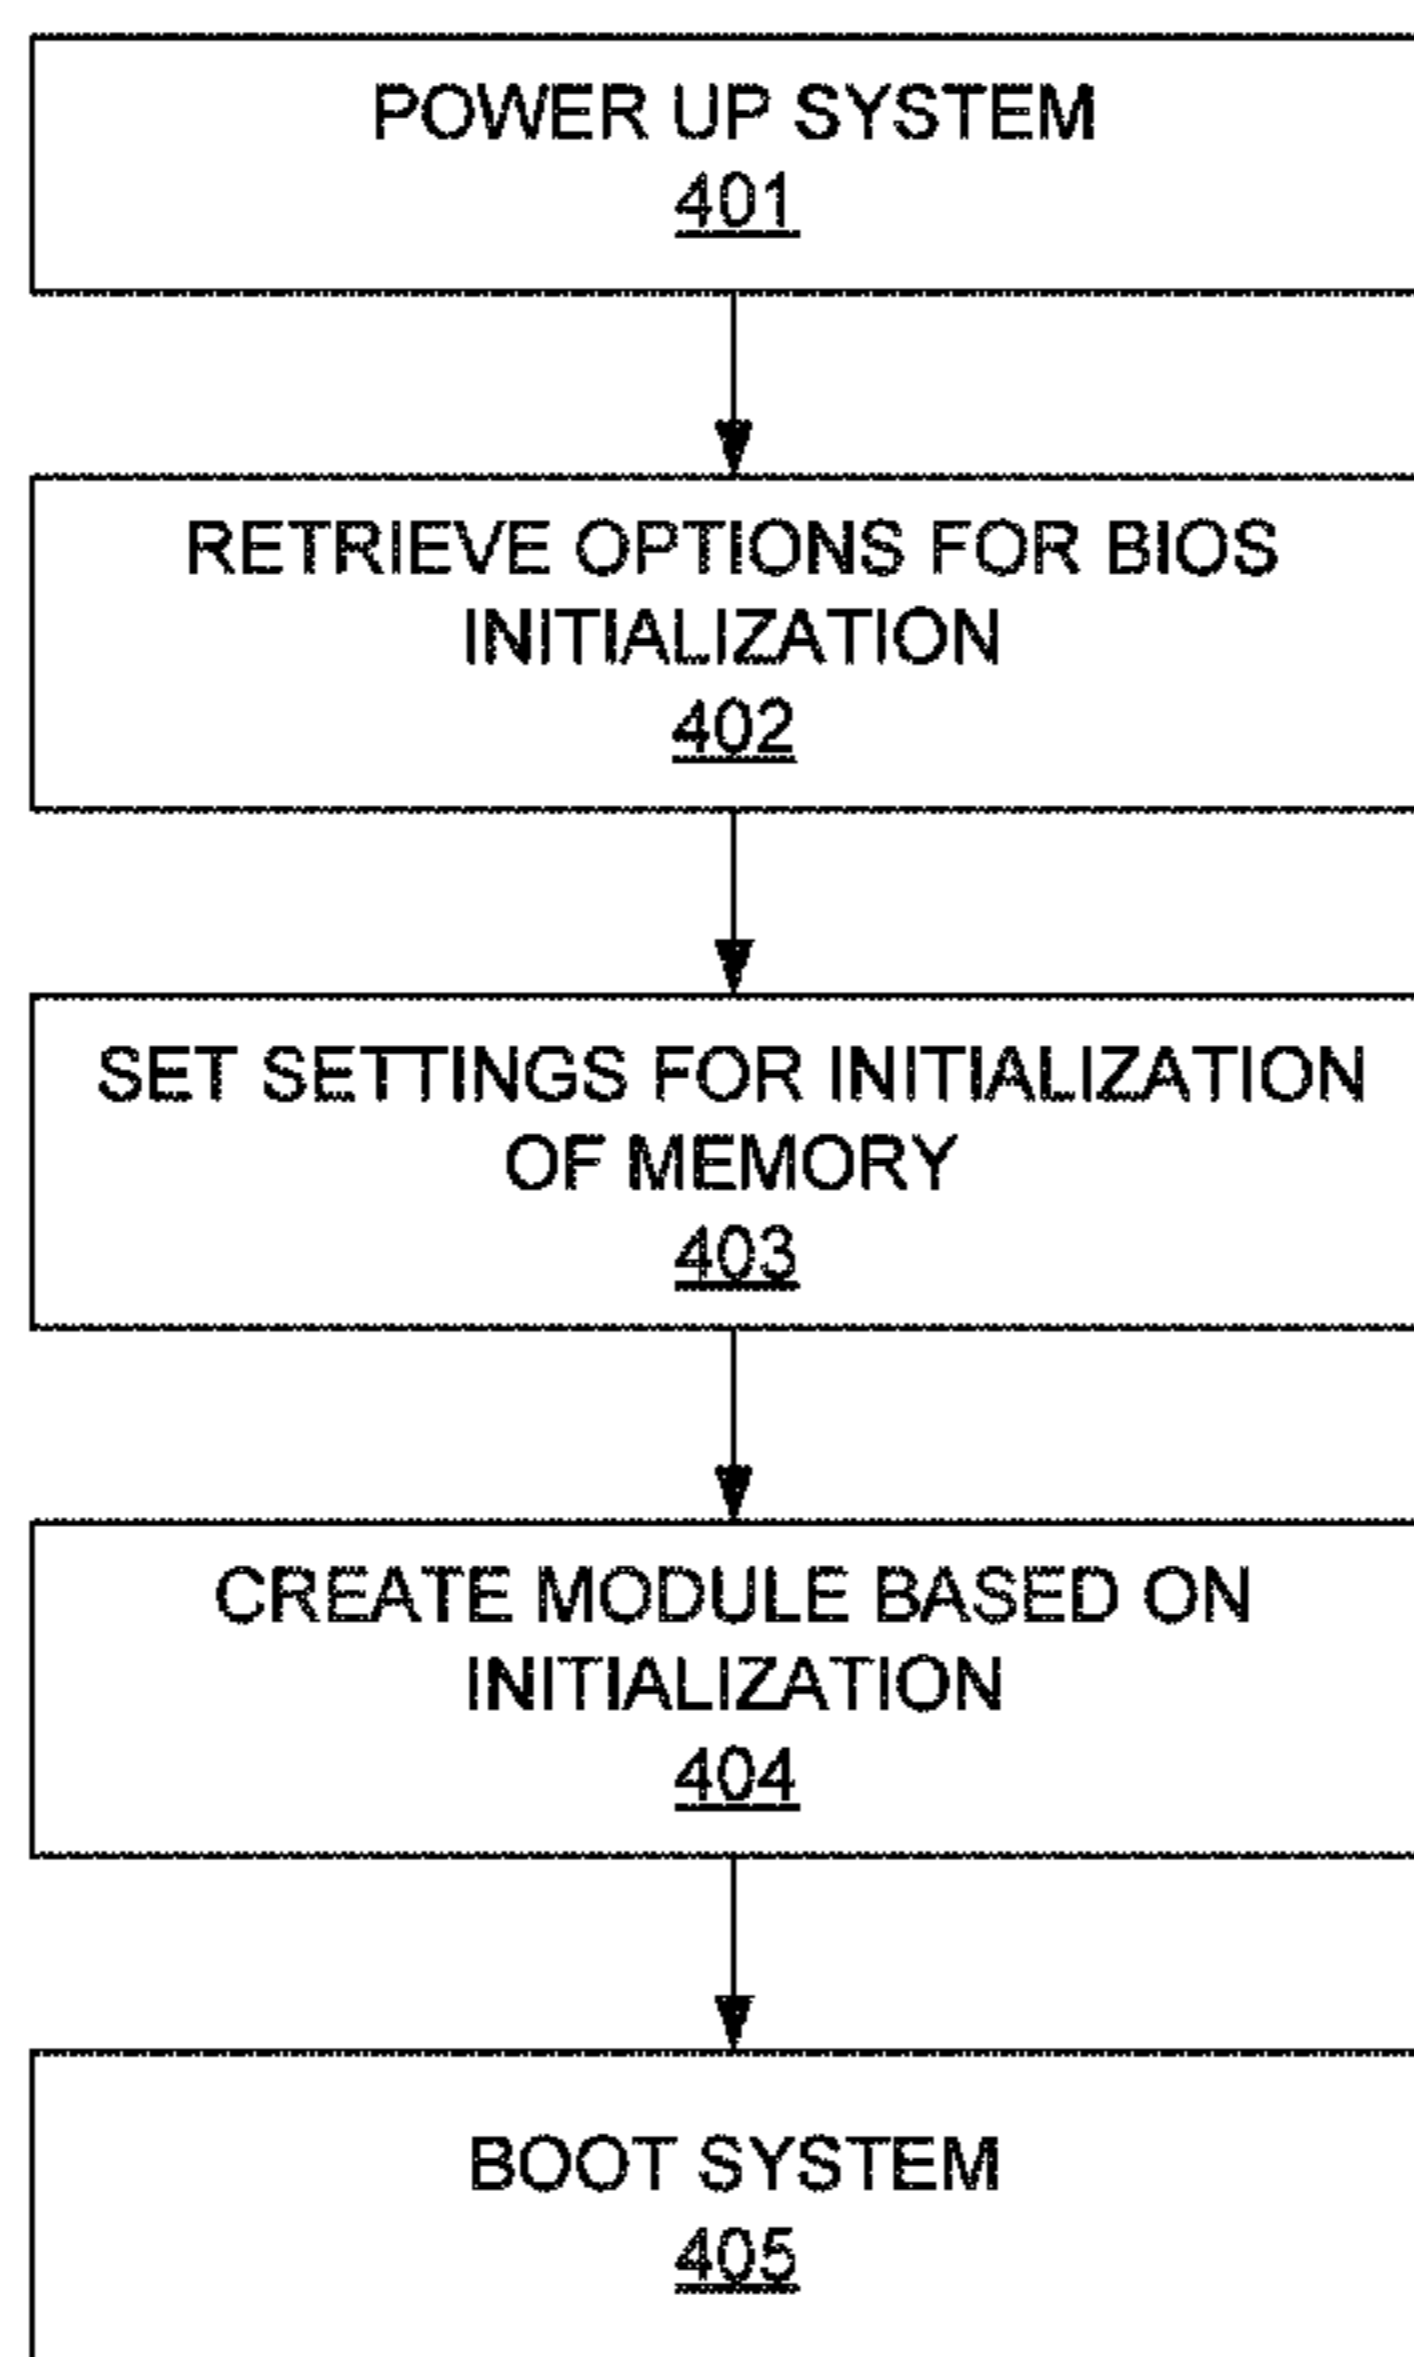 POWER UP SYSTEM
401
RETRIEVE OPTIONS FOR BIOS
INITIALIZATION
402
SET SETTINGS FOR INITIALIZATION
OF MEMORY
403
CREATE MODULE BASED ON
INITIALIZATION
404
BOOT SYSTEM
405